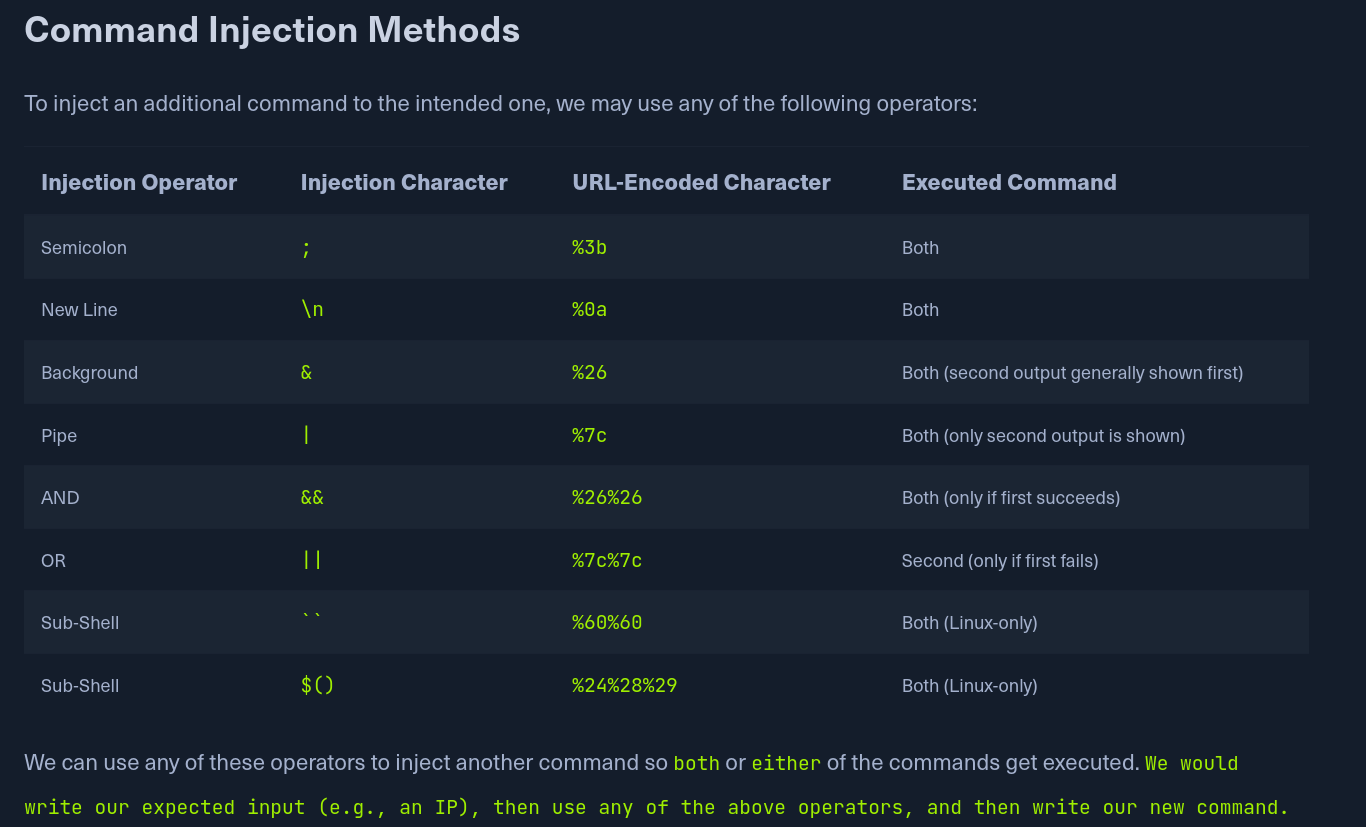 Command Injection Methods
To inject an additional command to the intended one, we may use any of the following operators:
Injection Operator Injection Character URL-Encoded Character Executed Command
Semicolon ; %3b Both
New Line \n %0a Both
Background & %26 Both (second output generally shown first)
Pipe | %7c Both (only second output is shown)
AND && %26%26 Both (only if first succeeds)
OR || %7c%7c Second (only if first fails)
Sub-Shell `` %60%60 Both (Linux-only)
Sub-Shell $() %24%28%29 Both (Linux-only)
We can use any of these operators to inject another command so both or either of the commands get executed. We would
write our expected input (e.g., an IP), then use any of the above operators, and then write our new command.